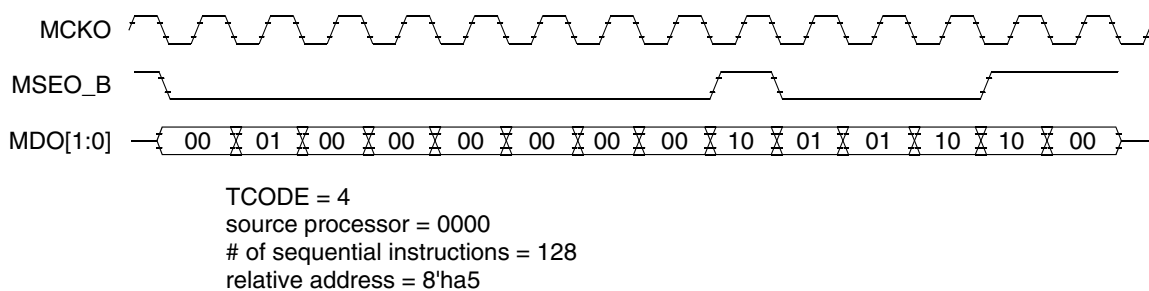 MCKO
MSEO_B
MDO[1:0] 00 01 00 00 00 00 00 00 10 01 01 10 10 00
TCODE = 4
source processor = 0000
# of sequential instructions = 128
relative address = 8'ha5